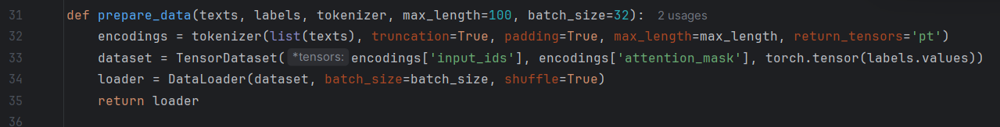 31 def prepare_data(texts, labels, tokenizer, max_length=100, batch_size=32): 2 usages
32 encodings = tokenizer(list(texts), truncation=True, padding=True, max_length=max_length, return_tensors='pt')
33 dataset = TensorDataset( *tensors: encodings['input_ids'], encodings['attention_mask'], torch.tensor(labels.values))
34 loader = DataLoader(dataset, batch_size=batch_size, shuffle=True)
35 return loader
36